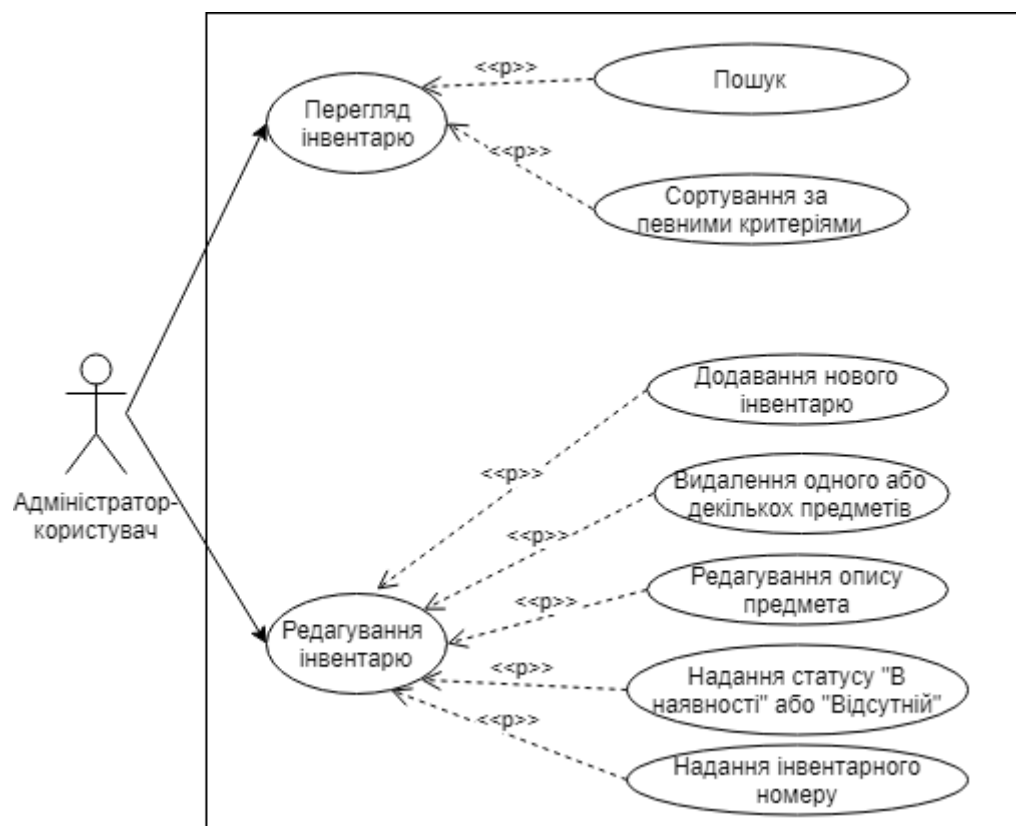 <<р>>
Пошук
Перегляд
інвентарю
<<р>>
Сортування за
певними критеріями
Додавання нового
інвентарю
<<р>>
Видалення одного або
декількох предметів
Адміністратор-
користувач
<<р>>
Редагування опису
предмета
<<р>>
Редагування
інвентарю
<<р>>
Надання статусу "В
наявності" або "Відсутній"
<<р>>
Надання інвентарного
номеру